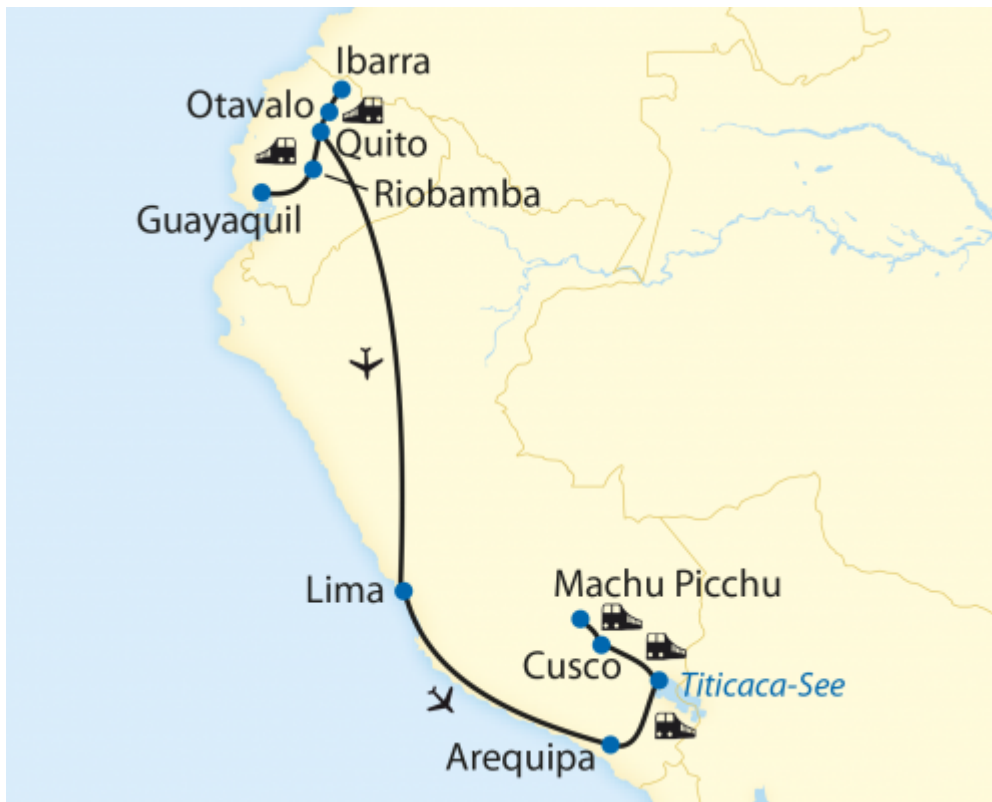 Ibarra
Otavalo
Quito
Riobamba
Guayaquil
Lima
Machu Picchu
Cusco
Titicaca-See
Arequipa